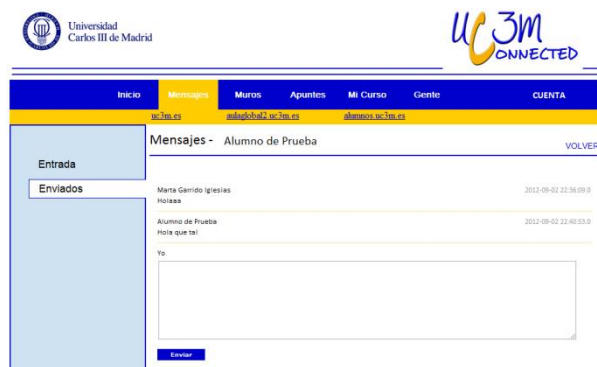 Universidad
Carlos III de Madrid
UC3M
CONNECTED
Inicio Mensajes Muros Apuntes Mi Curso Gente CUENTA
uc3m.es aulaglobal2.uc3m.es alumnos.uc3m.es
Mensajes - Alumno de Prueba
VOLVER
Entrada
Enviados
Marta Garrido Iglesias 2012-09-02 22:36:09.0
Holaaa
Alumno de Prueba 2012-09-02 22:40:53.0
Hola que tal
Yo
Enviar